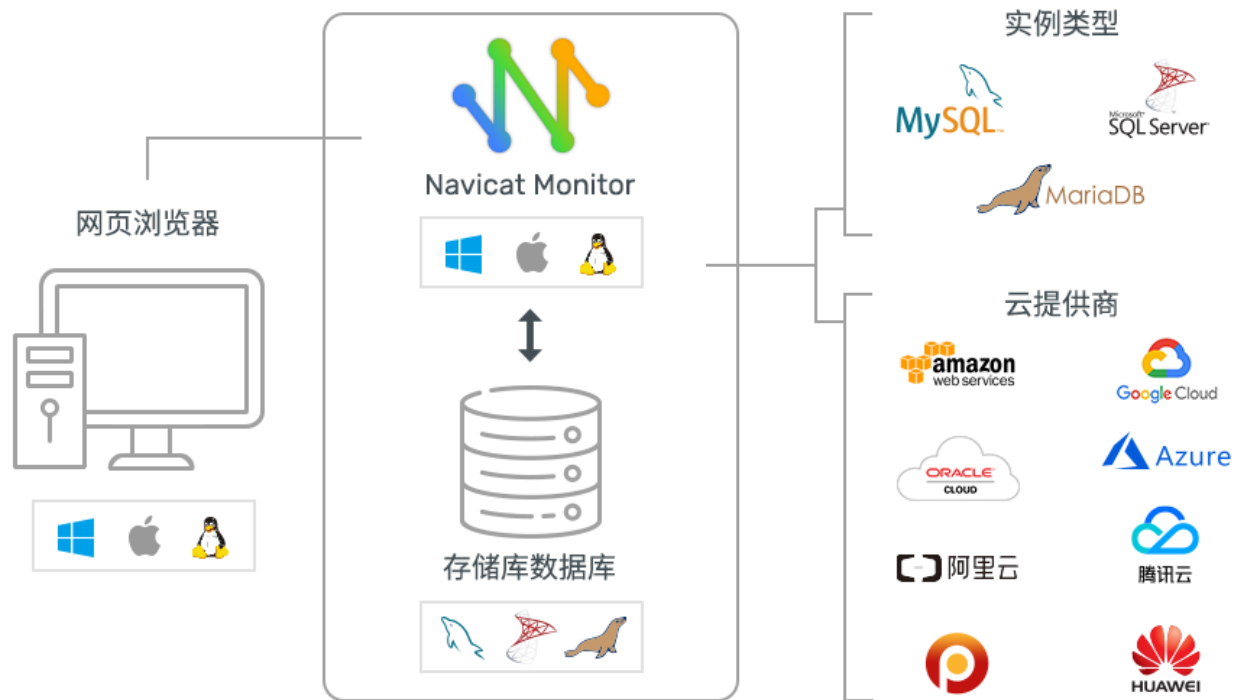 网页浏览器
Navicat Monitor
存储库数据库
实例类型
MySQL™
Microsoft®
SQL Server®
MariaDB
云提供商
amazon
web services
Google Cloud
ORACLE®
CLOUD
Azure
阿里云
腾讯云
HUAWEI